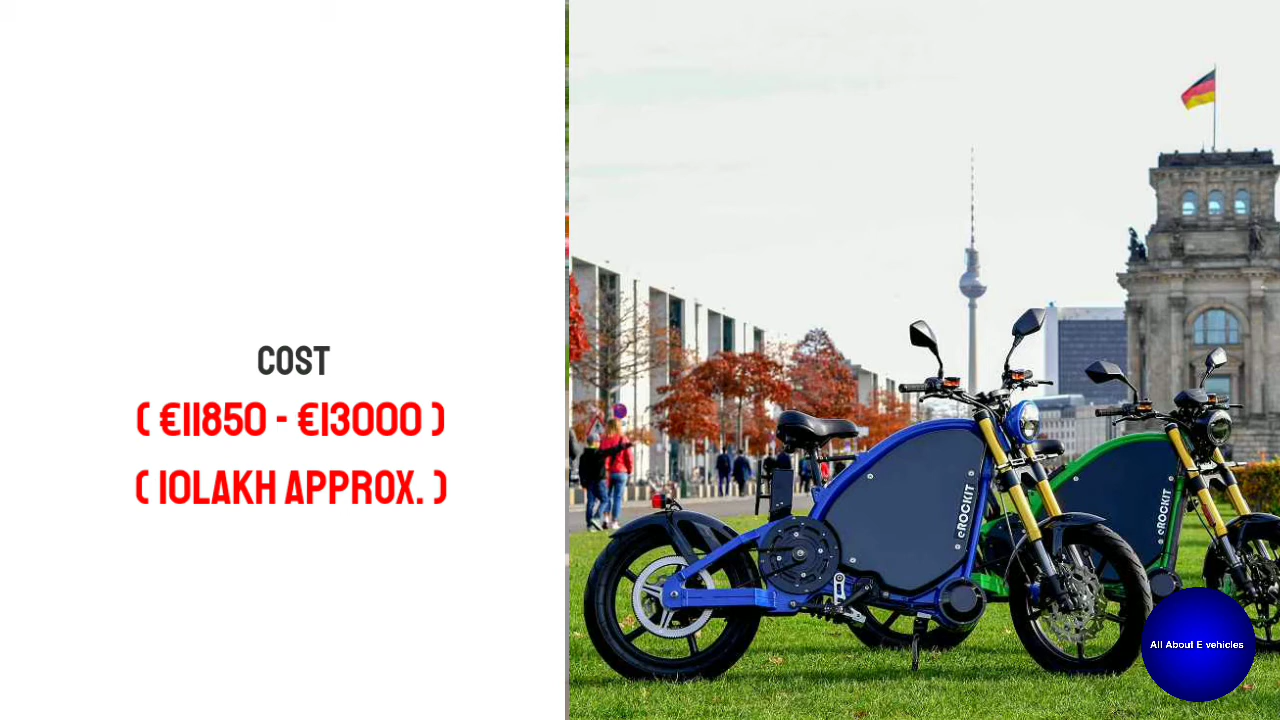 COST
( €11850 - €13000 )
( 10LAKH APPROX. )
eROCKIT
eROCKIT
All About E vehicles